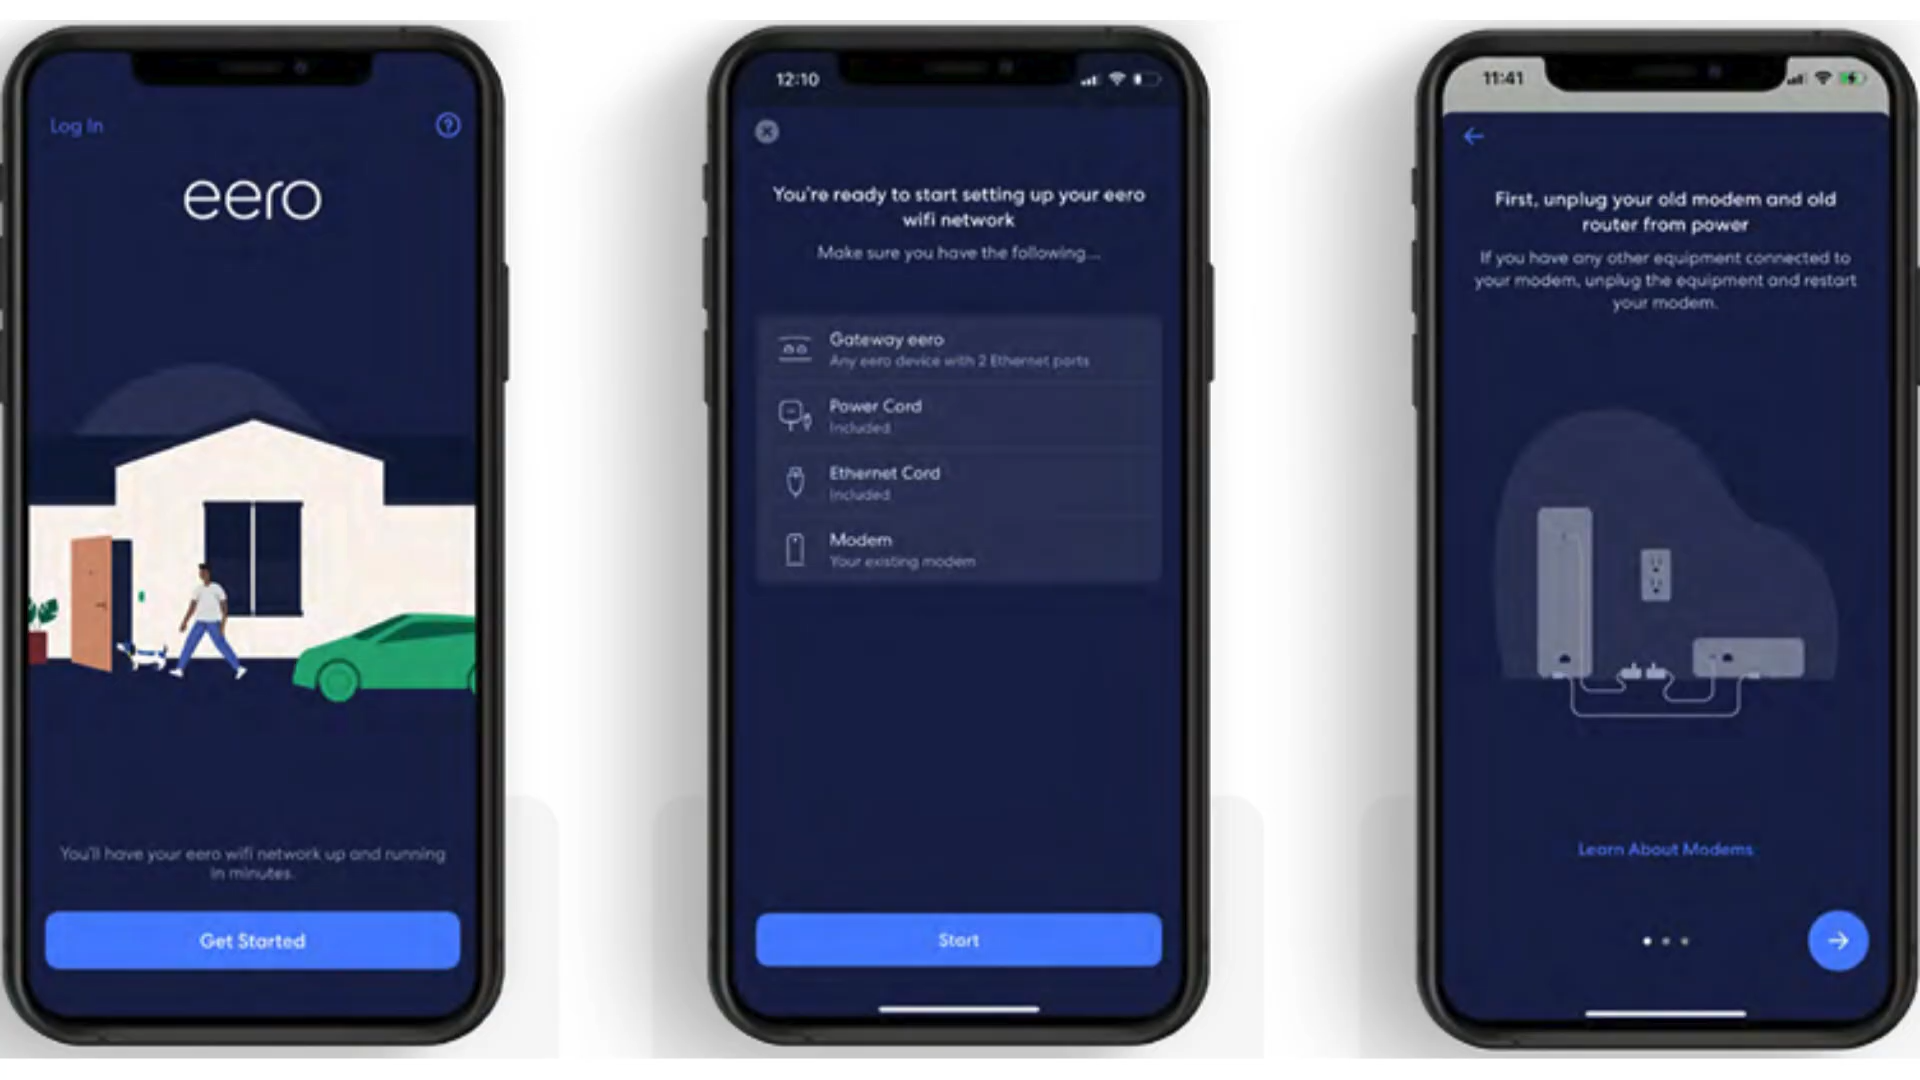 Log In
eero
You'll have your eero wifi network up and running
in minutes.
Get Started
12:10
You're ready to start setting up your eero
wifi network
Make sure you have the following...
Gateway eero
Any eero device with 2 Ethernet ports
Power Cord
Included
Ethernet Cord
Included
Modem
Your existing modem
Start
11:41
First, unplug your old modem and old
router from power
If you have any other equipment connected to
your modem, unplug the equipment and restart
your modem.
Learn About Modems